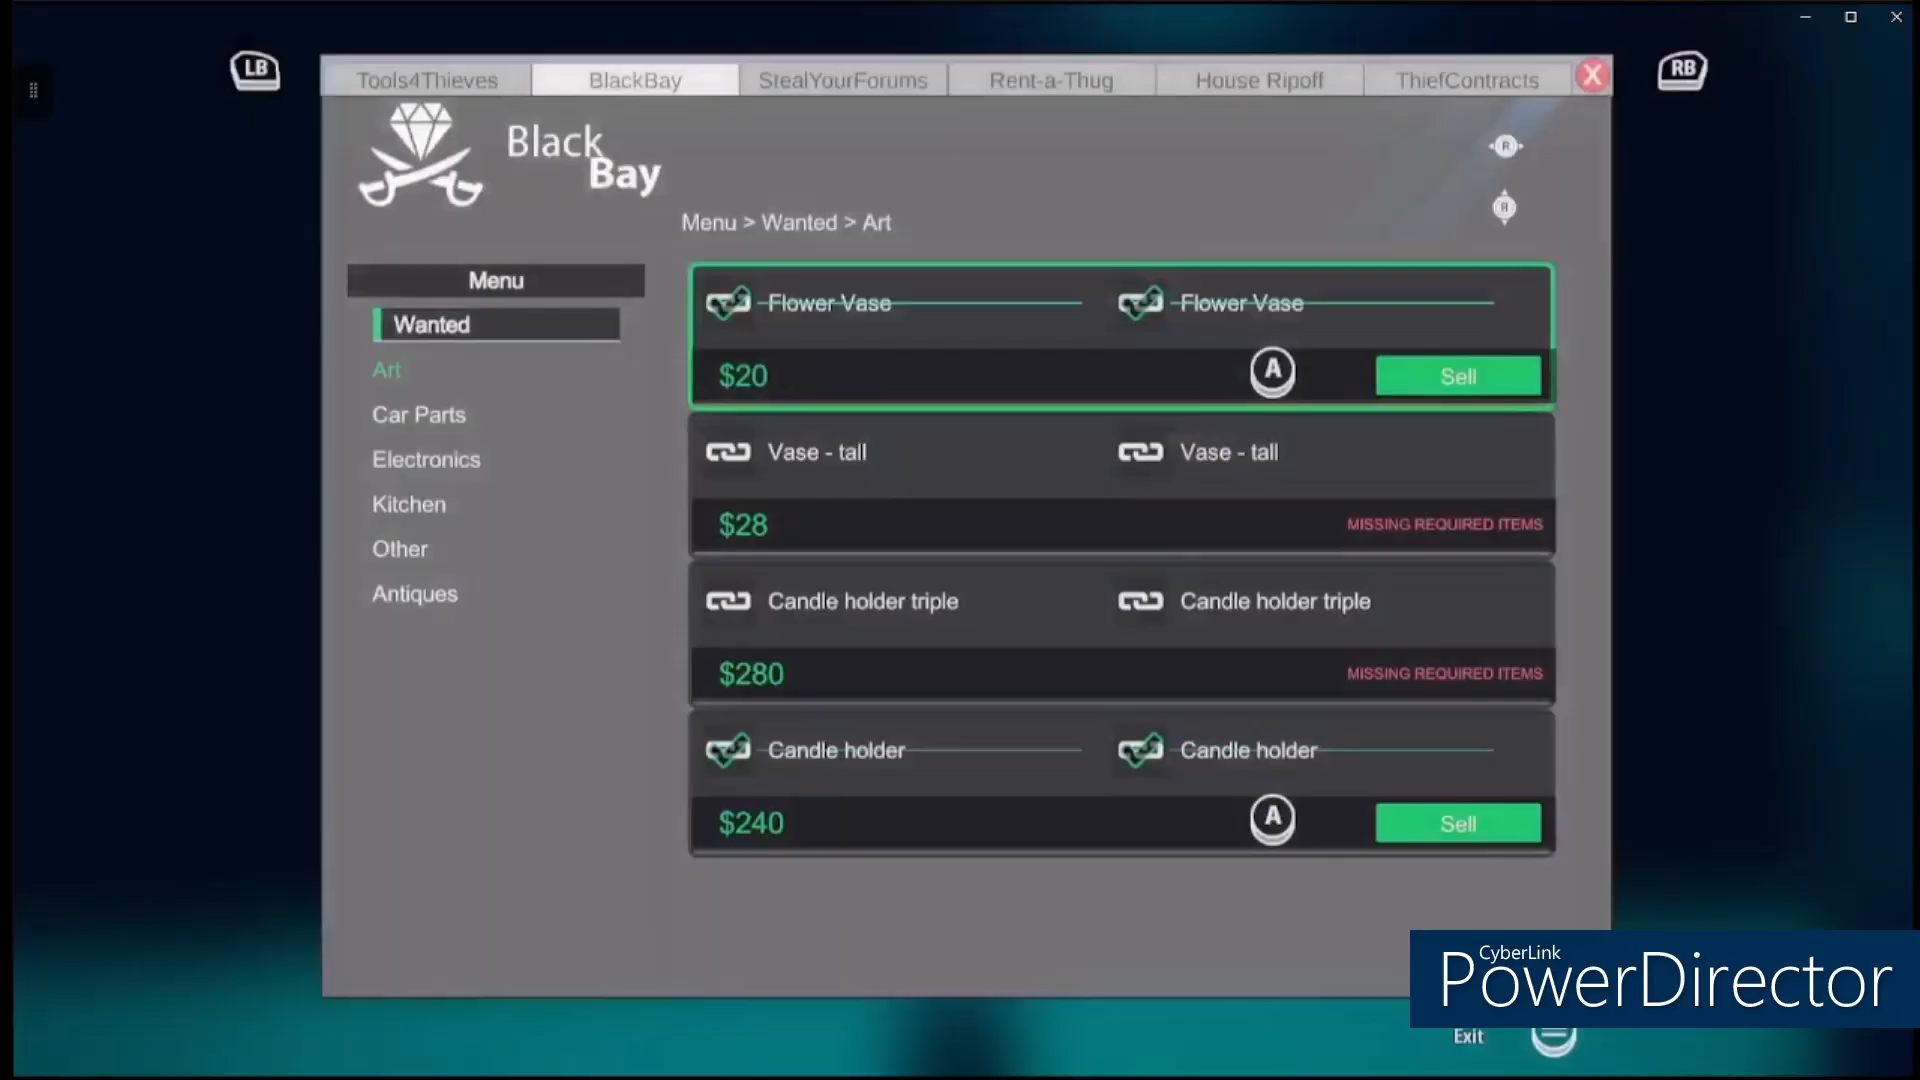 LB
RB
Tools4Thieves
BlackBay
StealYourForums
Rent-a-Thug
House Ripoff
ThiefContracts
X
Black
Bay
R
R
Menu > Wanted > Art
Menu
Wanted
Art
Car Parts
Electronics
Kitchen
Other
Antiques
Flower Vase
Flower Vase
$20
A
Sell
Vase - tall
Vase - tall
$28
MISSING REQUIRED ITEMS
Candle holder triple
Candle holder triple
$280
MISSING REQUIRED ITEMS
Candle holder
Candle holder
$240
A
Sell
CyberLink
PowerDirector
Exit